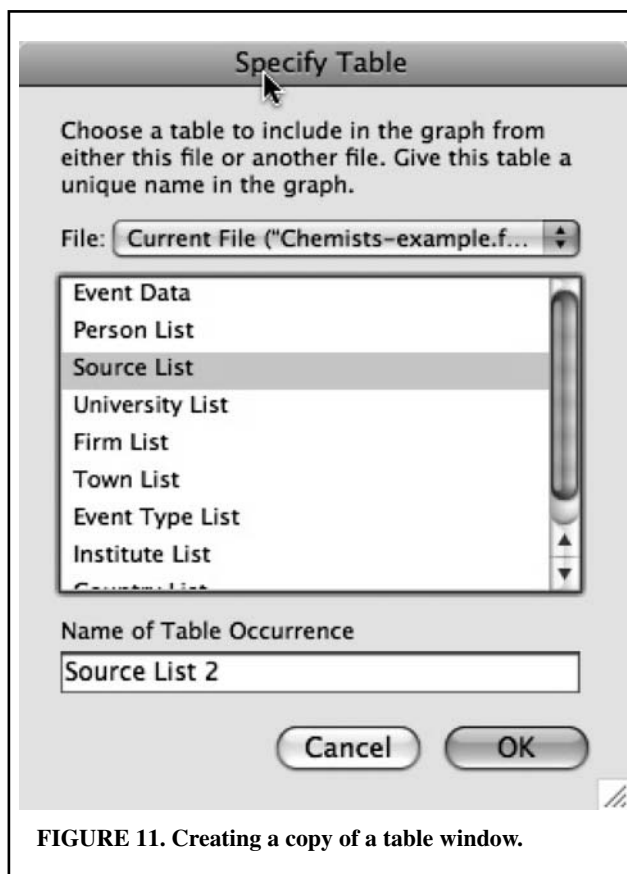 Specify Table
Choose a table to include in the graph from
either this file or another file. Give this table a
unique name in the graph.
File: Current File ("Chemists-example.f...
Event Data
Person List
Source List
University List
Firm List
Town List
Event Type List
Institute List
Country List
Name of Table Occurrence
Source List 2
Cancel OK
FIGURE 11. Creating a copy of a table window.